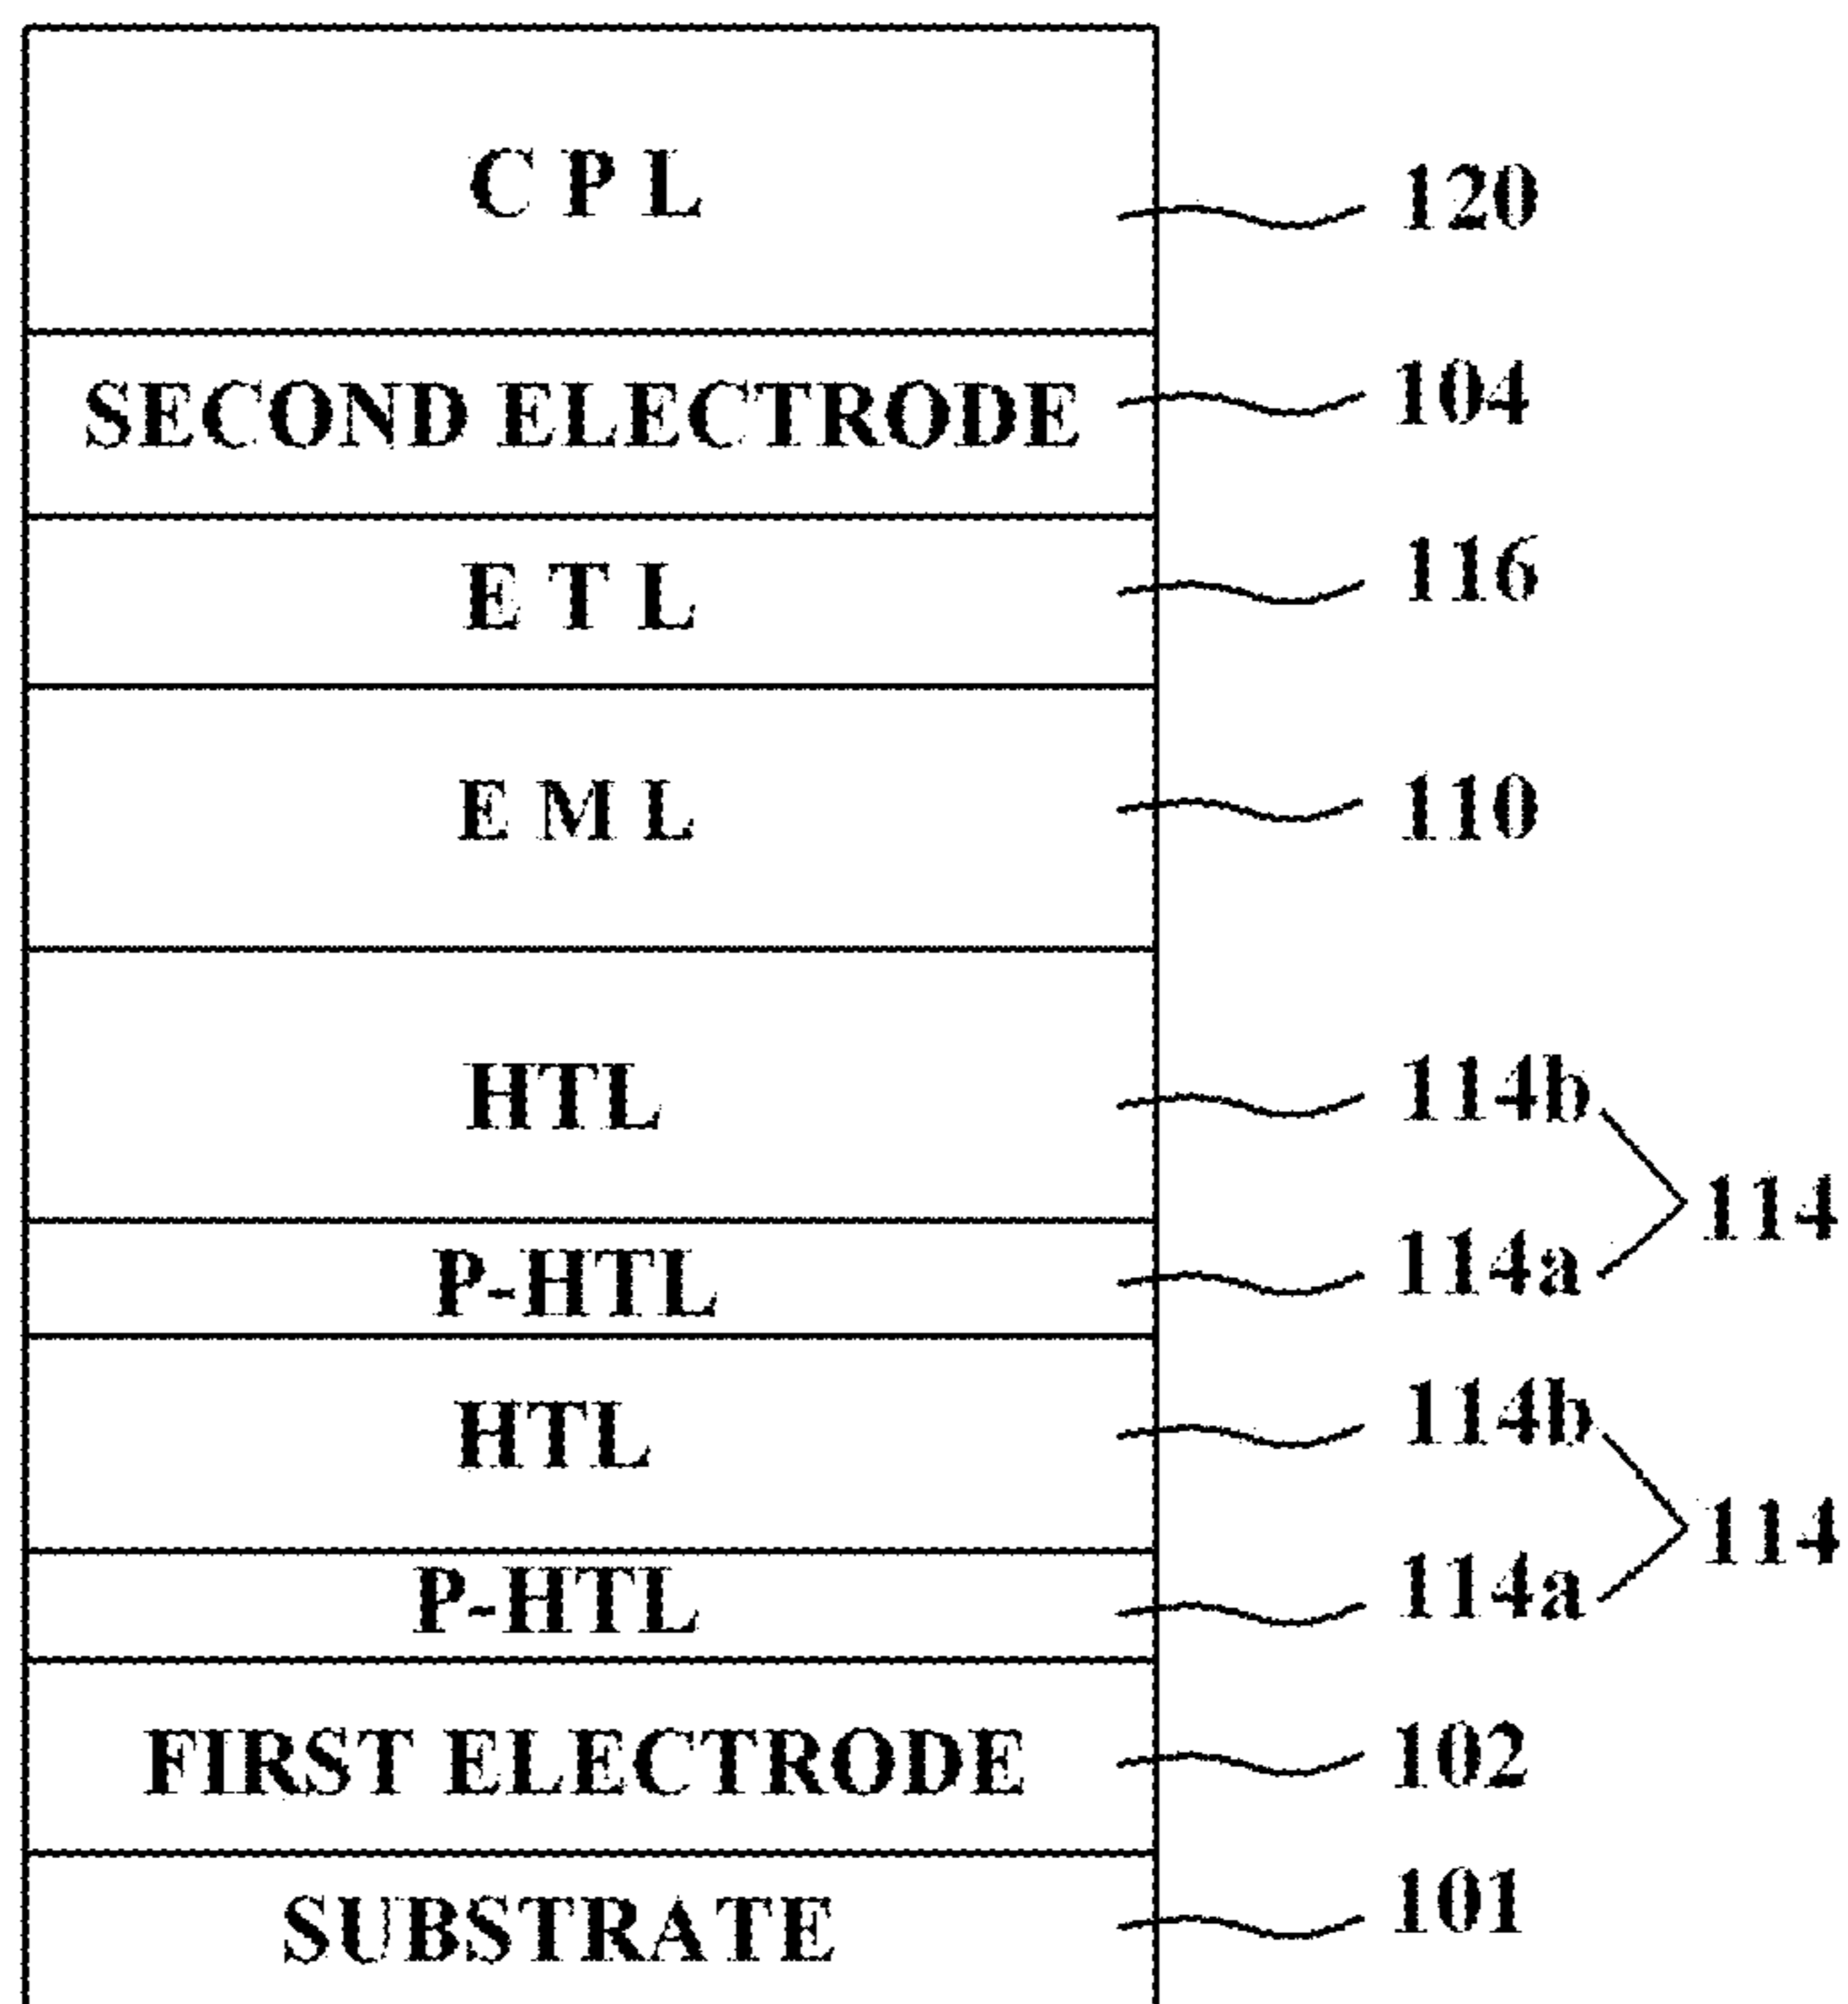 C P L 120
SECOND ELECTRODE 104
E T L 116
E M L 110
HTL 114b
114
P-HTL 114a
HTL 114b
114
P-HTL 114a
FIRST ELECTRODE 102
SUBSTRATE 101